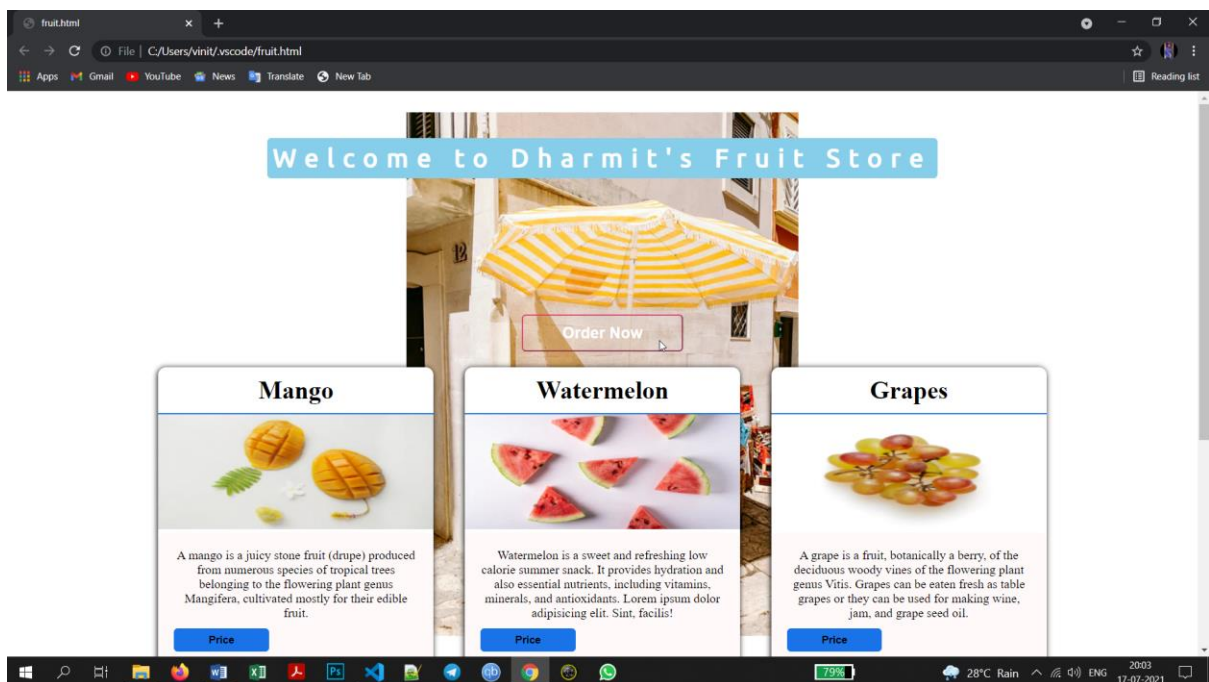 fruit.html
File | C:/Users/vinit/.vscode/fruit.html
Apps Gmail YouTube News Translate New Tab Reading list
Welcome to Dharmit's Fruit Store
12
Order Now
Mango
A mango is a juicy stone fruit (drupe) produced
from numerous species of tropical trees
belonging to the flowering plant genus
Mangifera, cultivated mostly for their edible
fruit.
Price
Watermelon
Watermelon is a sweet and refreshing low
calorie summer snack. It provides hydration and
also essential nutrients, including vitamins,
minerals, and antioxidants. Lorem ipsum dolor
adipisicing elit. Sint, facilis!
Price
Grapes
A grape is a fruit, botanically a berry, of the
deciduous woody vines of the flowering plant
genus Vitis. Grapes can be eaten fresh as table
grapes or they can be used for making wine,
jam, and grape seed oil.
Price
79% 28°C Rain ENG 20:03
17-07-2021